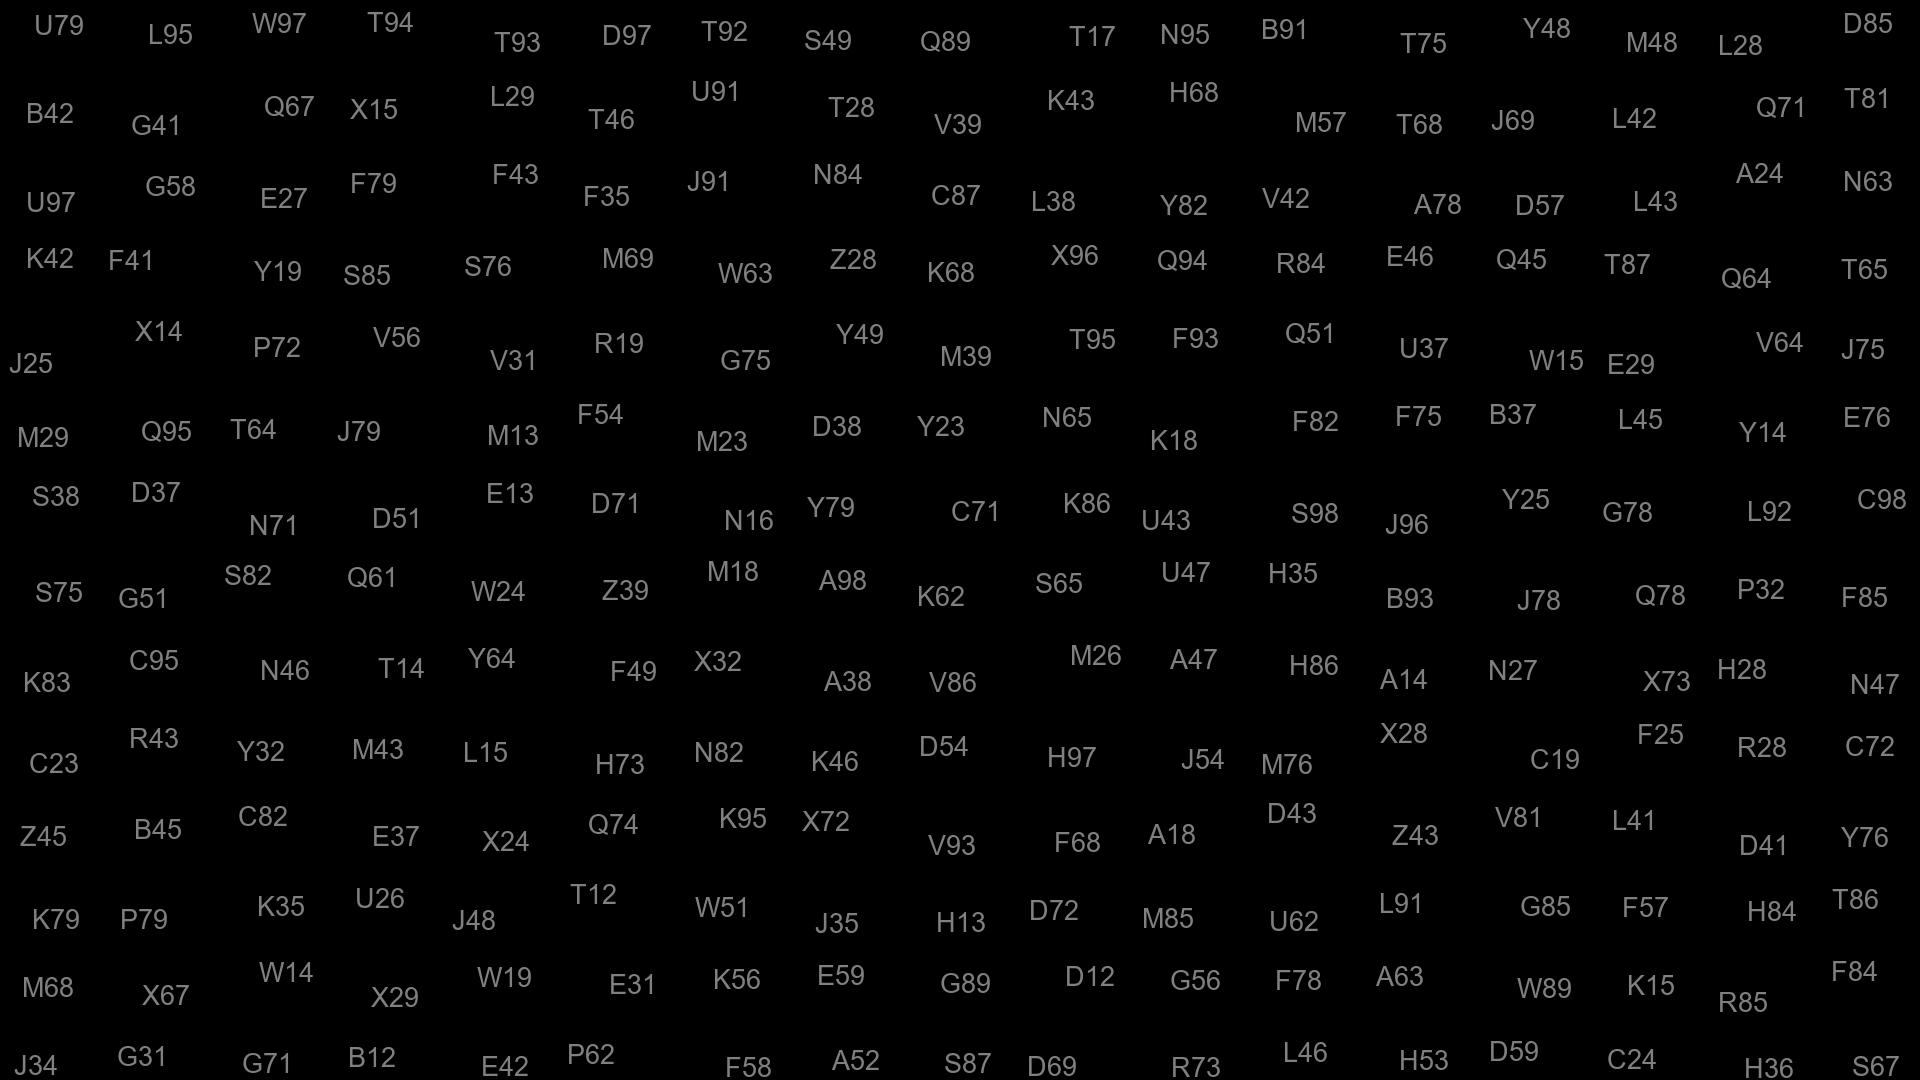 U79 L95 W97 T94 T93 D97 T92 S49 Q89 T17 N95 B91 T75 Y48 M48 L28 D85
B42 G41 Q67 X15 L29 T46 U91 T28 V39 K43 H68 M57 T68 J69 L42 Q71 T81
U97 G58 E27 F79 F43 F35 J91 N84 C87 L38 Y82 V42 A78 D57 L43 A24 N63
K42 F41 Y19 S85 S76 M69 W63 Z28 K68 X96 Q94 R84 E46 Q45 T87 Q64 T65
J25 X14 P72 V56 V31 R19 G75 Y49 M39 T95 F93 Q51 U37 W15 E29 V64 J75
M29 Q95 T64 J79 M13 F54 M23 D38 Y23 N65 K18 F82 F75 B37 L45 Y14 E76
S38 D37 N71 D51 E13 D71 N16 Y79 C71 K86 U43 S98 J96 Y25 G78 L92 C98
S75 G51 S82 Q61 W24 Z39 M18 A98 K62 S65 U47 H35 B93 J78 Q78 P32 F85
K83 C95 N46 T14 Y64 F49 X32 A38 V86 M26 A47 H86 A14 N27 X73 H28 N47
C23 R43 Y32 M43 L15 H73 N82 K46 D54 H97 J54 M76 X28 C19 F25 R28 C72
Z45 B45 C82 E37 X24 Q74 K95 X72 V93 F68 A18 D43 Z43 V81 L41 D41 Y76
K79 P79 K35 U26 J48 T12 W51 J35 H13 D72 M85 U62 L91 G85 F57 H84 T86
M68 X67 W14 X29 W19 E31 K56 E59 G89 D12 G56 F78 A63 W89 K15 R85 F84
J34 G31 G71 B12 E42 P62 F58 A52 S87 D69 R73 L46 H53 D59 C24 H36 S67